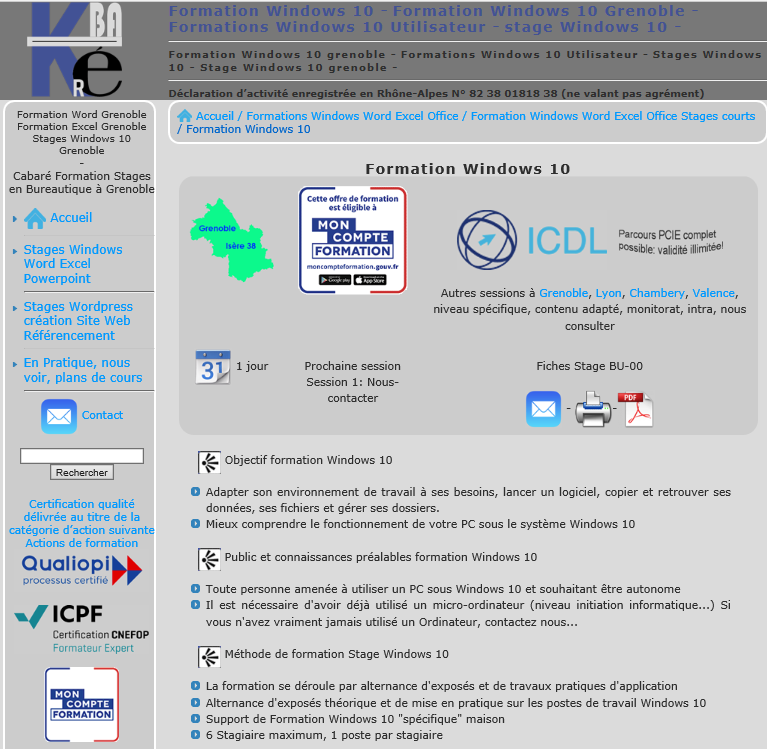 KaRé
BA
Formation Windows 10 - Formation Windows 10 Grenoble -
Formations Windows 10 Utilisateur - stage Windows 10 -
Formation Windows 10 grenoble - Formations Windows 10 Utilisateur - Stages Windows
10 - Stage Windows 10 grenoble -
Déclaration d’activité enregistrée en Rhône-Alpes N° 82 38 01818 38 (ne valant pas agrément)
Formation Word Grenoble
Formation Excel Grenoble
Stages Windows 10
Grenoble
-
Cabaré Formation Stages
en Bureautique à Grenoble
Accueil
Stages Windows
Word Excel
Powerpoint
Stages Wordpress
création Site Web
Référencement
En Pratique, nous
voir, plans de cours
Contact
Rechercher
Certification qualité
délivrée au titre de la
catégorie d’action suivante
Actions de formation
Qualiopi
processus certifié
ICPF
Certification CNEFOP
Formateur Expert
MON
COMPTE
FORMATION
Accueil / Formations Windows Word Excel Office / Formation Windows Word Excel Office Stages courts
/ Formation Windows 10
Formation Windows 10
Grenoble
Isère 38
Cette offre de formation
est éligible à
MON
COMPTE
FORMATION
moncompteformation.gouv.fr
Google play
App Store
ICDL
Parcours PCIE complet
possible: validité illimitée!
Autres sessions à Grenoble, Lyon, Chambery, Valence,
niveau spécifique, contenu adapté, monitorat, intra, nous
consulter
31
1 jour
Prochaine session
Session 1: Nous-
contacter
Fiches Stage BU-00
- -
PDF
Objectif formation Windows 10
Adapter son environnement de travail à ses besoins, lancer un logiciel, copier et retrouver ses
données, ses fichiers et gérer ses dossiers.
Mieux comprendre le fonctionnement de votre PC sous le système Windows 10
Public et connaissances préalables formation Windows 10
Toute personne amenée à utiliser un PC sous Windows 10 et souhaitant être autonome
Il est nécessaire d'avoir déjà utilisé un micro-ordinateur (niveau initiation informatique...) Si
vous n'avez vraiment jamais utilisé un Ordinateur, contactez nous...
Méthode de formation Stage Windows 10
La formation se déroule par alternance d'exposés et de travaux pratiques d'application
Alternance d'exposés théorique et de mise en pratique sur les postes de travail Windows 10
Support de Formation Windows 10 "spécifique" maison
6 Stagiaire maximum, 1 poste par stagiaire